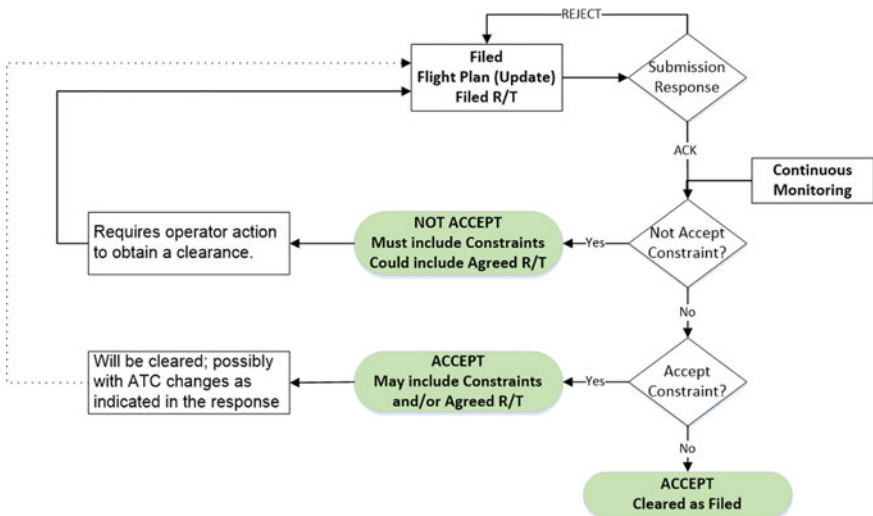 REJECT
Filed
Flight Plan (Update)
Filed R/T
Submission
Response
ACK
Continuous
Monitoring
Requires operator action
to obtain a clearance.
NOT ACCEPT
Must include Constraints
Could include Agreed R/T
Yes
Not Accept
Constraint?
No
Will be cleared; possibly
with ATC changes as
indicated in the response
ACCEPT
May include Constraints
and/or Agreed R/T
Yes
Accept
Constraint?
No
ACCEPT
Cleared as Filed